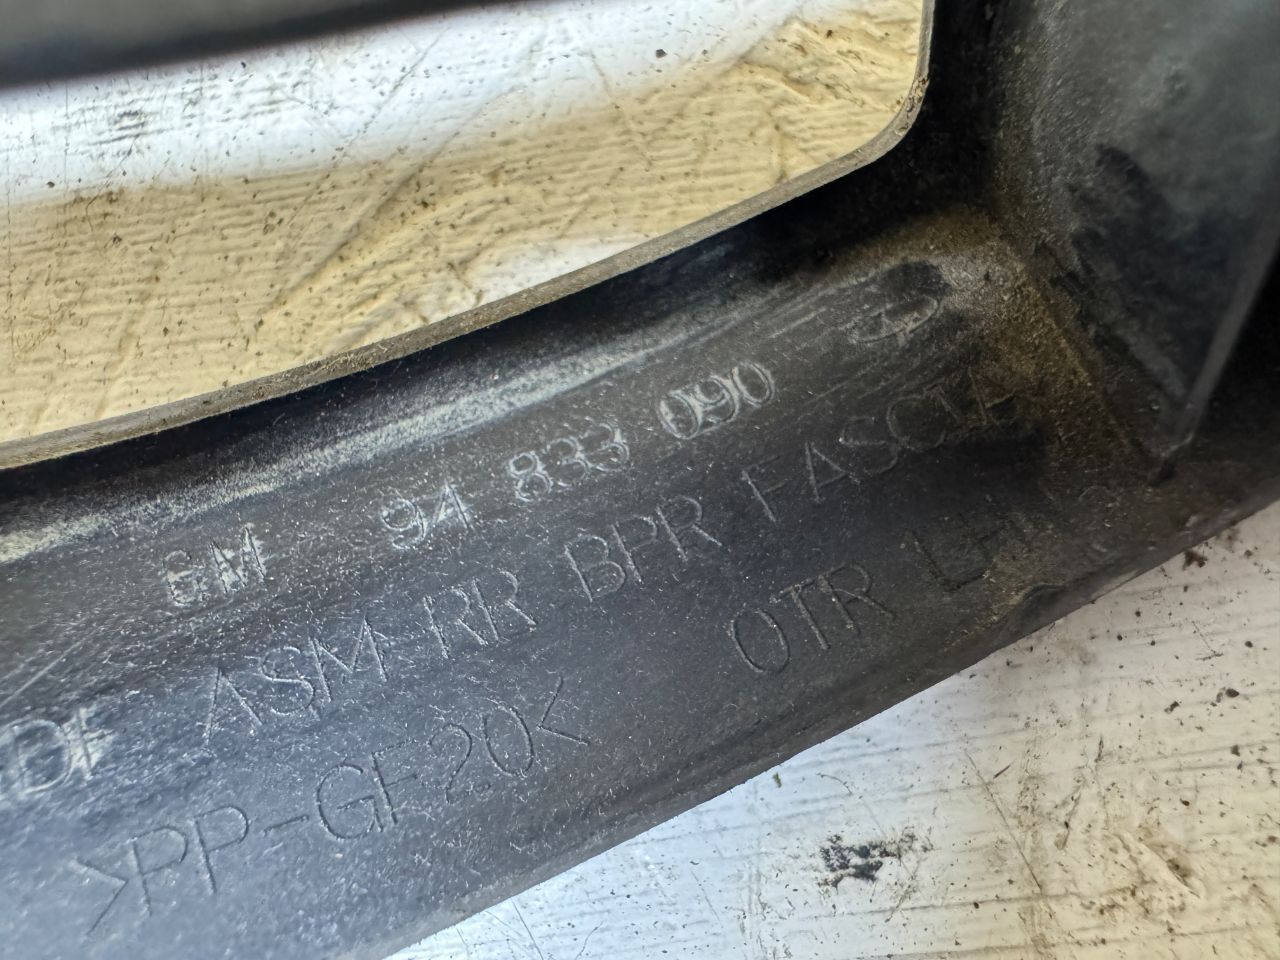 GM 94 833 090
ASM RR BPR FASCIA
OTR LH
>PP-GF20<